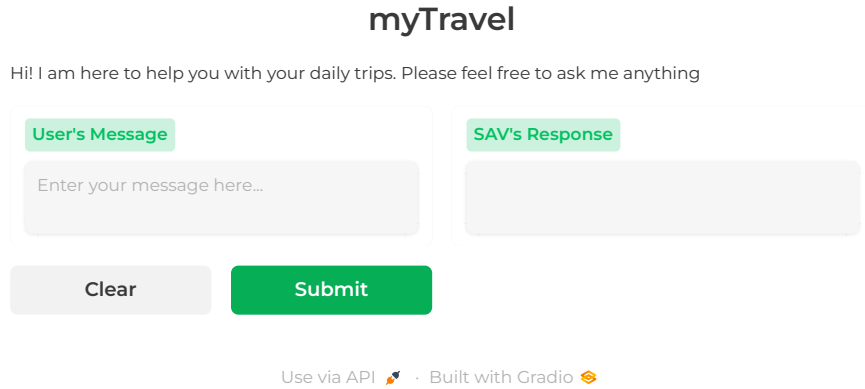 myTravel
Hi! I am here to help you with your daily trips. Please feel free to ask me anything
User's Message
SAV's Response
Enter your message here...
Clear
Submit
Use via API · Built with Gradio